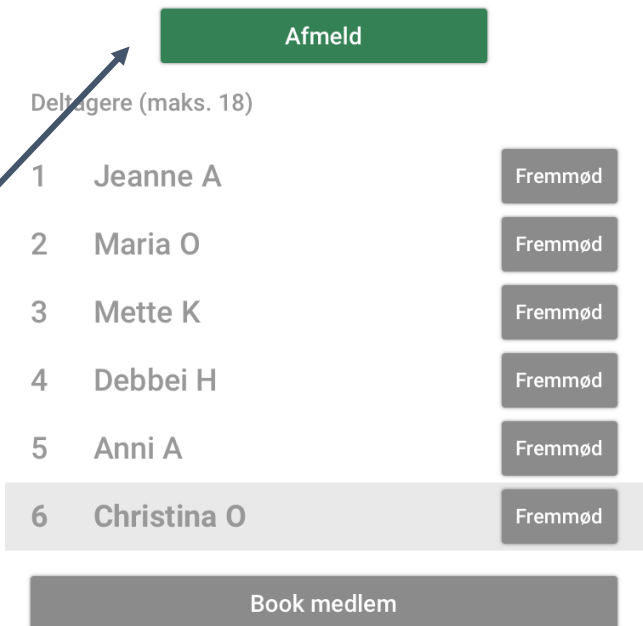 Afmeld
Deltagere (maks. 18)
1 Jeanne A Fremmød
2 Maria O Fremmød
3 Mette K Fremmød
4 Debbei H Fremmød
5 Anni A Fremmød
6 Christina O Fremmød
Book medlem